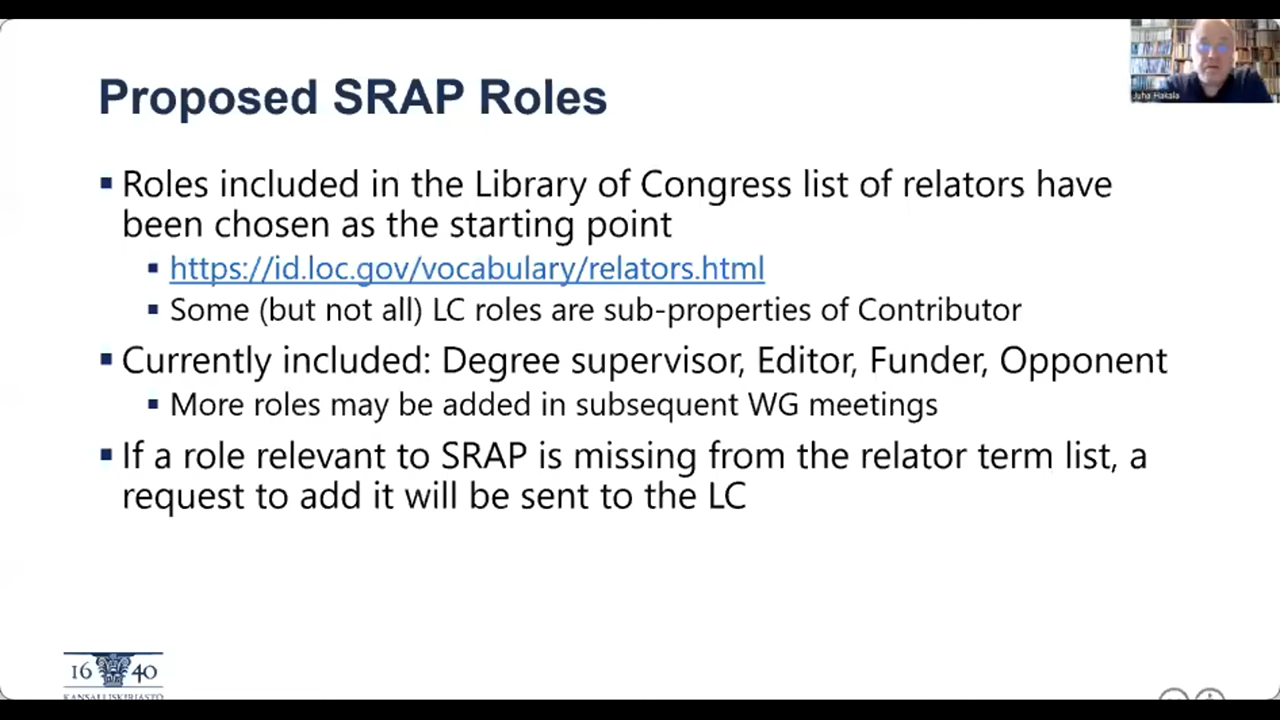 Proposed SRAP Roles
Juha Hakala
Roles included in the Library of Congress list of relators have
been chosen as the starting point
https://id.loc.gov/vocabulary/relators.html
Some (but not all) LC roles are sub-properties of Contributor
Currently included: Degree supervisor, Editor, Funder, Opponent
More roles may be added in subsequent WG meetings
If a role relevant to SRAP is missing from the relator term list, a
request to add it will be sent to the LC
16 40
KANSALLISKIRJASTO